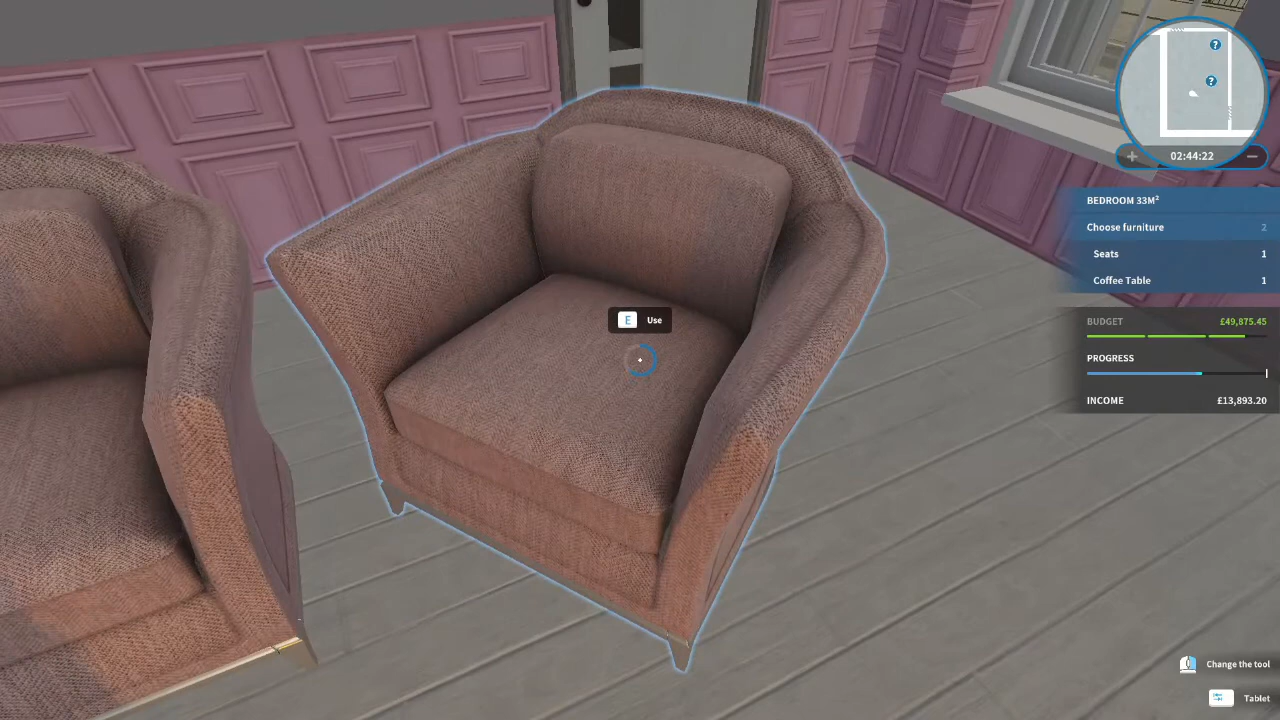 ?
?
+ 02:44:22 −
BEDROOM 33M²
Choose furniture 2
Seats 1
Coffee Table 1
E Use
BUDGET £49,875.45
PROGRESS
INCOME £13,893.20
Change the tool
Tablet